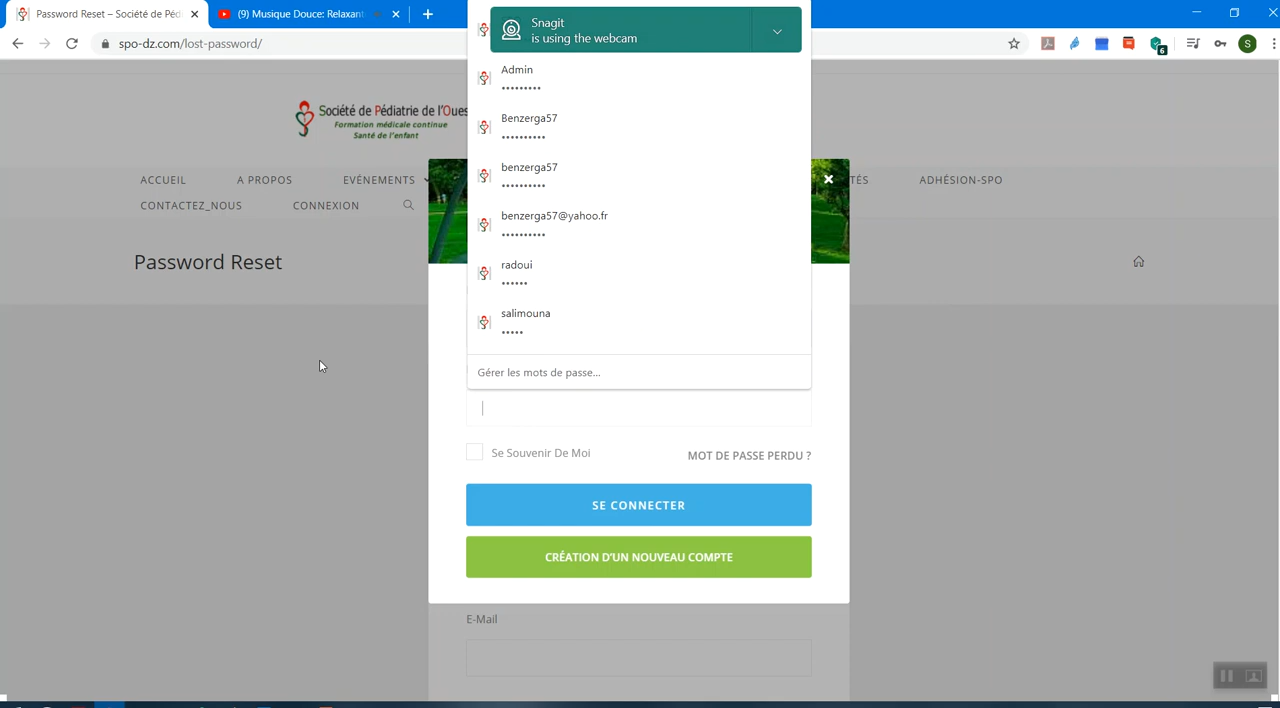 Password Reset – Société de Péd
(9) Musique Douce: Relaxant
spo-dz.com/lost-password/
6
S
Snagit
is using the webcam
Société de Pédiatrie de l'Oues
Formation médicale continue
Santé de l'enfant
ACCUEIL
A PROPOS
EVÉNEMENTS
TÉS
ADHÉSION-SPO
CONTACTEZ_NOUS
CONNEXION
Password Reset
Admin
•••••••••
Benzerga57
••••••••••
benzerga57
••••••••••
benzerga57@yahoo.fr
••••••••••
radoui
••••••
salimouna
•••••
Gérer les mots de passe...
Se Souvenir De Moi
MOT DE PASSE PERDU ?
SE CONNECTER
CRÉATION D'UN NOUVEAU COMPTE
E-Mail